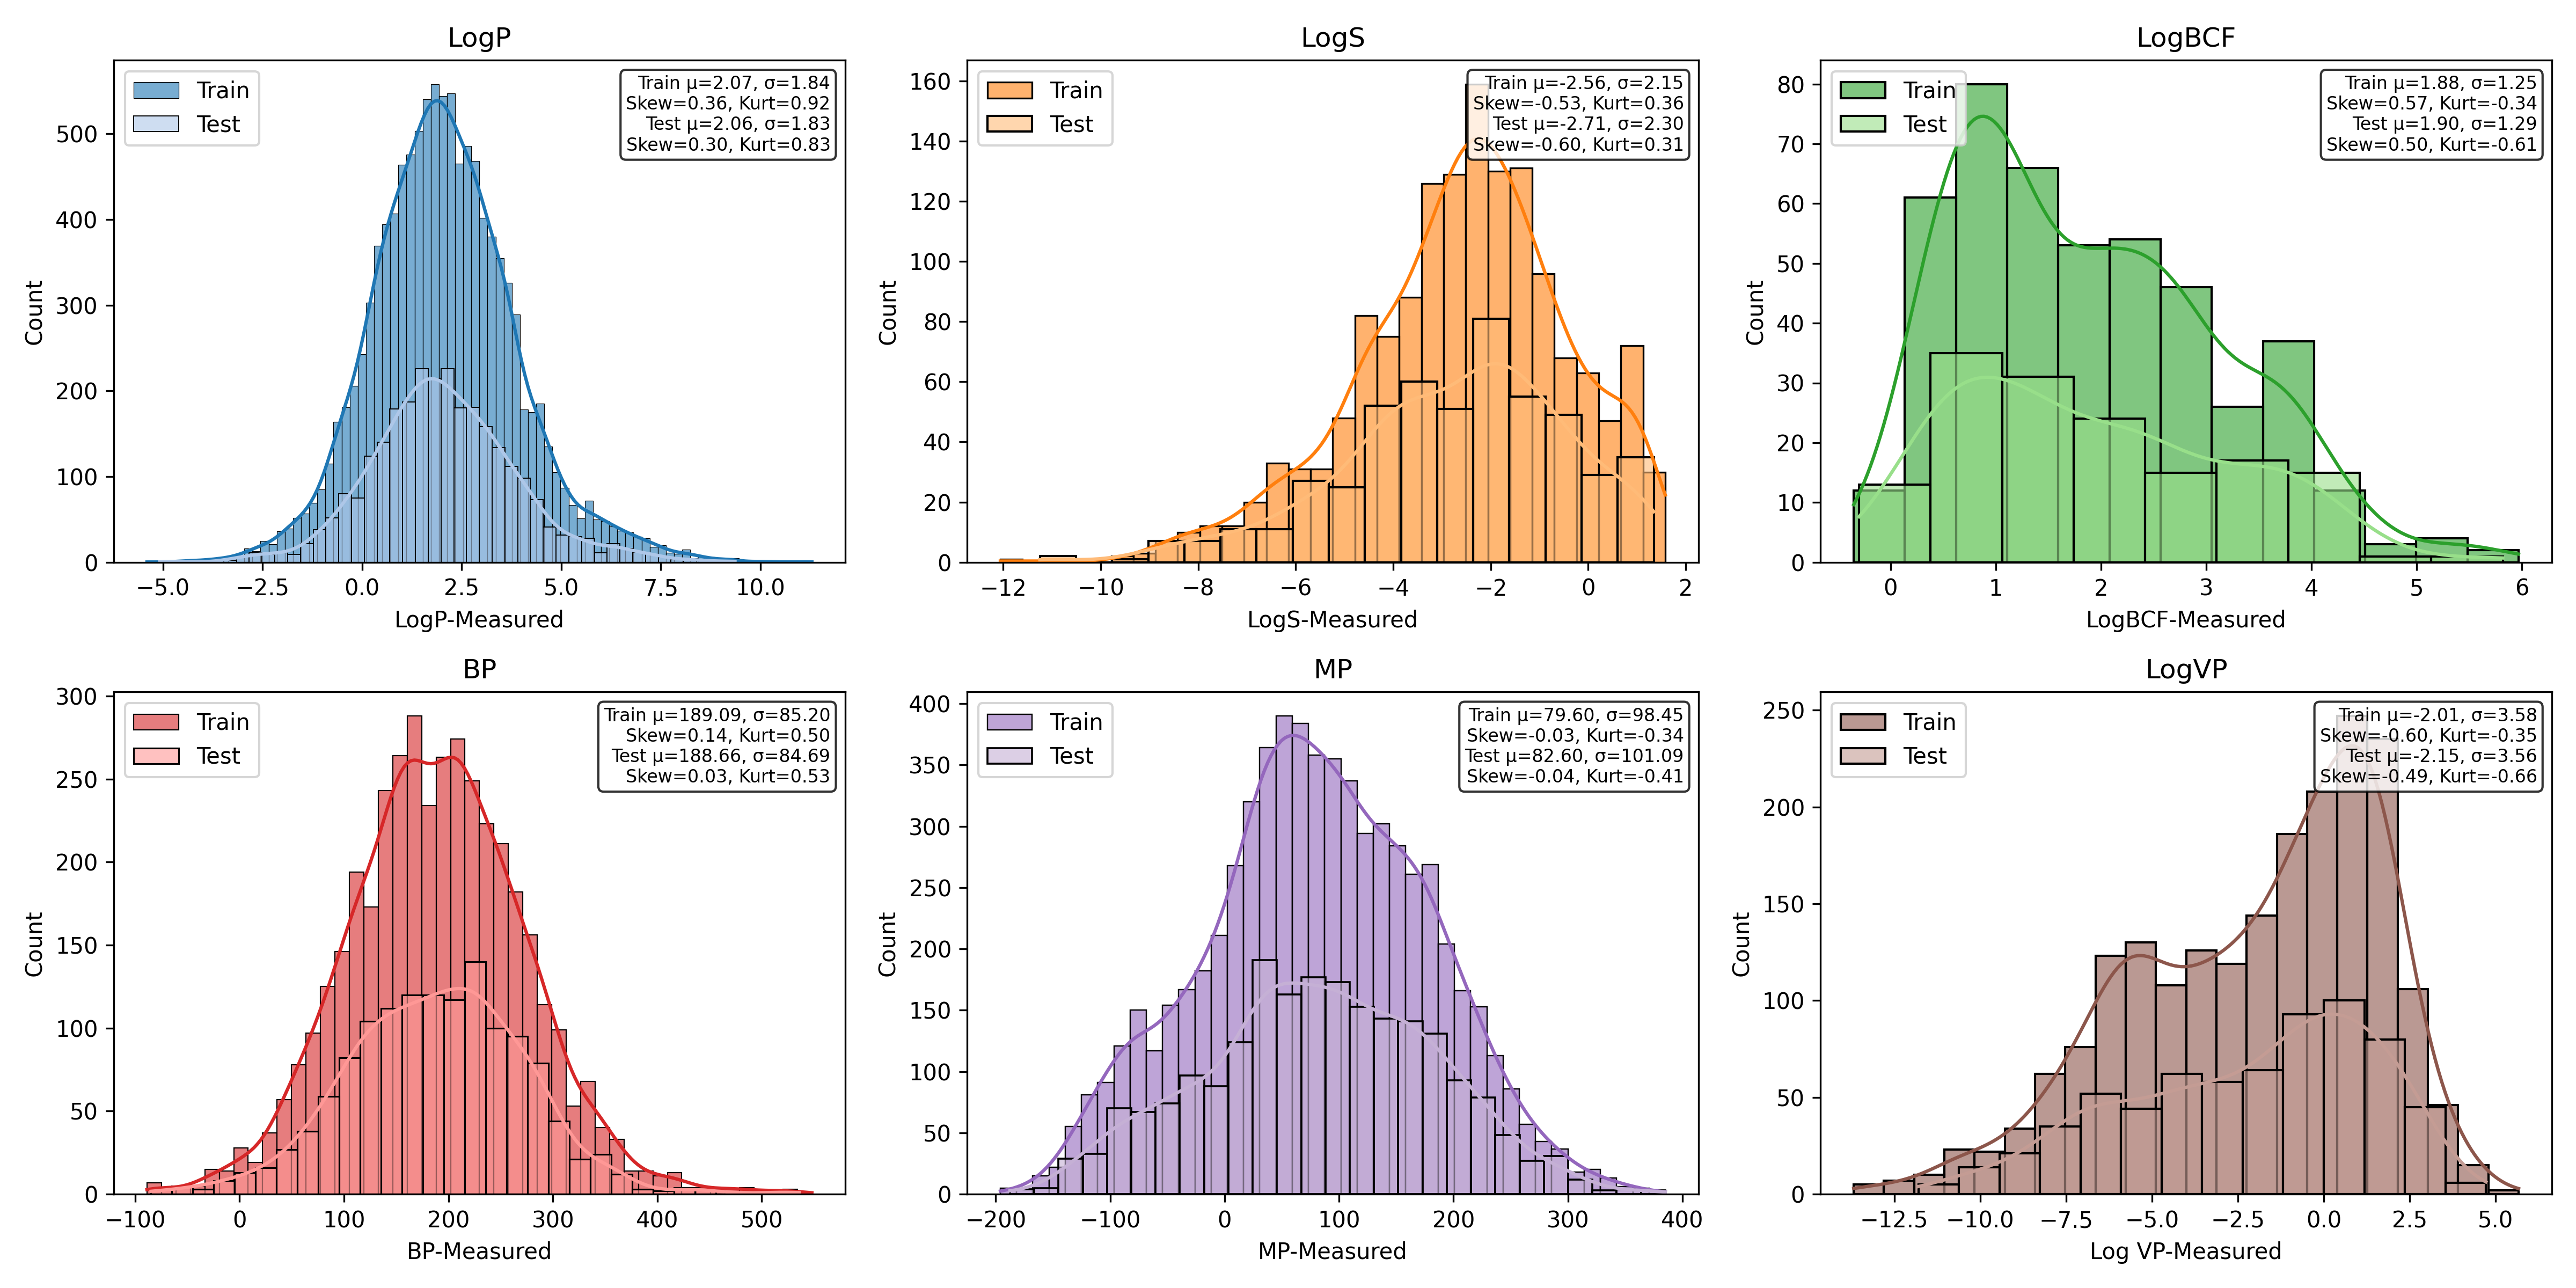 LogP
Train
Test
Train μ=2.07, σ=1.84
Skew=0.36, Kurt=0.92
Test μ=2.06, σ=1.83
Skew=0.30, Kurt=0.83
Count
0
100
200
300
400
500
−5.0 −2.5 0.0 2.5 5.0 7.5 10.0
LogP-Measured
LogS
Train
Test
Train μ=-2.56, σ=2.15
Skew=-0.53, Kurt=0.36
Test μ=-2.71, σ=2.30
Skew=-0.60, Kurt=0.31
Count
0
20
40
60
80
100
120
140
160
−12 −10 −8 −6 −4 −2 0 2
LogS-Measured
LogBCF
Train
Test
Train μ=1.88, σ=1.25
Skew=0.57, Kurt=-0.34
Test μ=1.90, σ=1.29
Skew=0.50, Kurt=-0.61
Count
0
10
20
30
40
50
60
70
80
0 1 2 3 4 5 6
LogBCF-Measured
BP
Train
Test
Train μ=189.09, σ=85.20
Skew=0.14, Kurt=0.50
Test μ=188.66, σ=84.69
Skew=0.03, Kurt=0.53
Count
0
50
100
150
200
250
300
−100 0 100 200 300 400 500
BP-Measured
MP
Train
Test
Train μ=79.60, σ=98.45
Skew=-0.03, Kurt=-0.34
Test μ=82.60, σ=101.09
Skew=-0.04, Kurt=-0.41
Count
0
50
100
150
200
250
300
350
400
−200 −100 0 100 200 300 400
MP-Measured
LogVP
Train
Test
Train μ=-2.01, σ=3.58
Skew=-0.60, Kurt=-0.35
Test μ=-2.15, σ=3.56
Skew=-0.49, Kurt=-0.66
Count
0
50
100
150
200
250
−12.5 −10.0 −7.5 −5.0 −2.5 0.0 2.5 5.0
Log VP-Measured